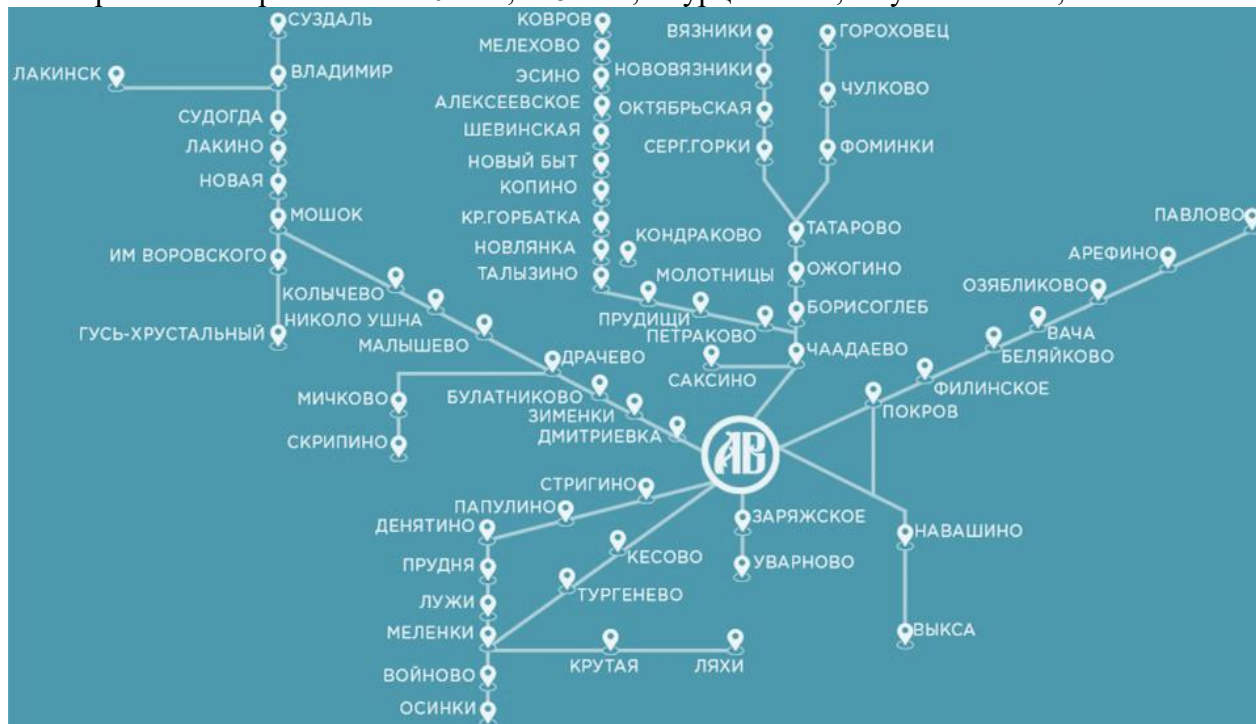 СУЗДАЛЬ
ЛАКИНСК
ВЛАДИМИР
СУДОГДА
ЛАКИНО
НОВАЯ
МОШОК
ИМ ВОРОВСКОГО
ГУСЬ-ХРУСТАЛЬНЫЙ
КОЛЫЧЕВО
НИКОЛО УШНА
МАЛЫШЕВО
ДРАЧЕВО
МИЧКОВО
СКРИПИНО
БУЛАТНИКОВО
ЗИМЕНКИ
ДМИТРИЕВКА
КОВРОВ
МЕЛЕХОВО
ЭСИНО
АЛЕКСЕЕВСКОЕ
ШЕВИНСКАЯ
НОВЫЙ БЫТ
КОПИНО
КР.ГОРБАТКА
НОВЛЯНКА
ТАЛЫЗИНО
КОНДРАКОВО
МОЛОТНИЦЫ
ПРУДИЩИ
ПЕТРАКОВО
САКСИНО
ВЯЗНИКИ
НОВОВЯЗНИКИ
ОКТЯБРЬСКАЯ
СЕРГ.ГОРКИ
ГОРОХОВЕЦ
ЧУЛКОВО
ФОМИНКИ
ТАТАРОВО
ОЖОГИНО
БОРИСОГЛЕБ
ЧААДАЕВО
ПАВЛОВО
АРЕФИНО
ОЗЯБЛИКОВО
ВАЧА
БЕЛЯЙКОВО
ФИЛИНСКОЕ
ПОКРОВ
АВ
СТРИГИНО
ПАПУЛИНО
ДЕНЯТИНО
ПРУДНЯ
ЛУЖИ
МЕЛЕНКИ
ВОЙНОВО
ОСИНКИ
КЕСОВО
ТУРГЕНЕВО
КРУТАЯ
ЛЯХИ
ЗАРЯЖСКОЕ
УВАРНОВО
НАВАШИНО
ВЫКСА